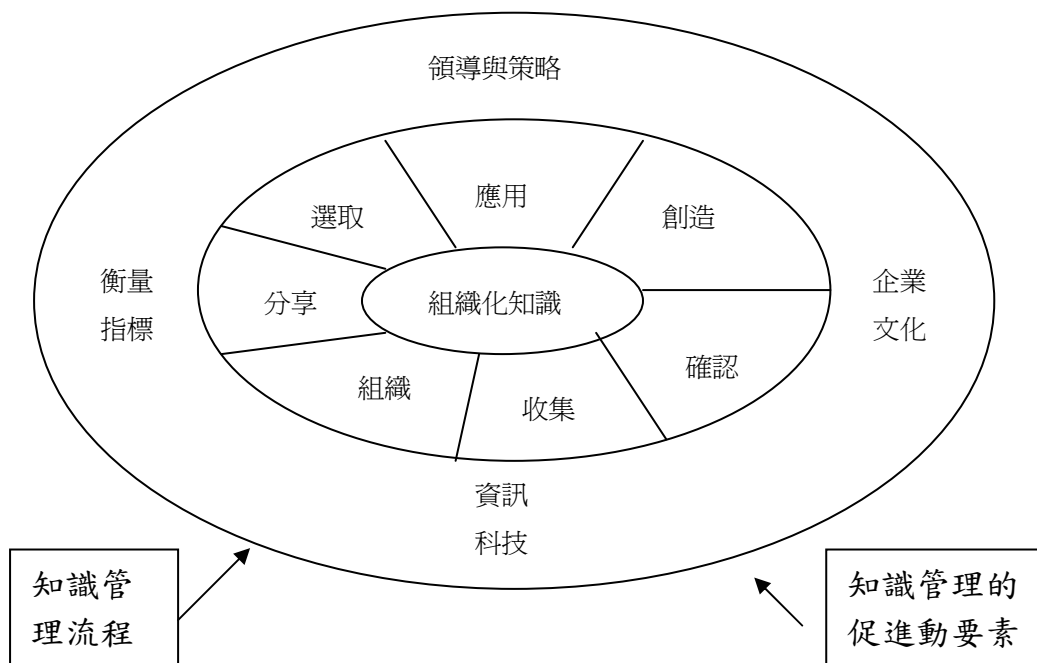 領導與策略
選取
應用
創造
衡量
指標
分享
組織化知識
企業
文化
組織
收集
確認
資訊
科技
知識管
理流程
知識管理的
促進動要素